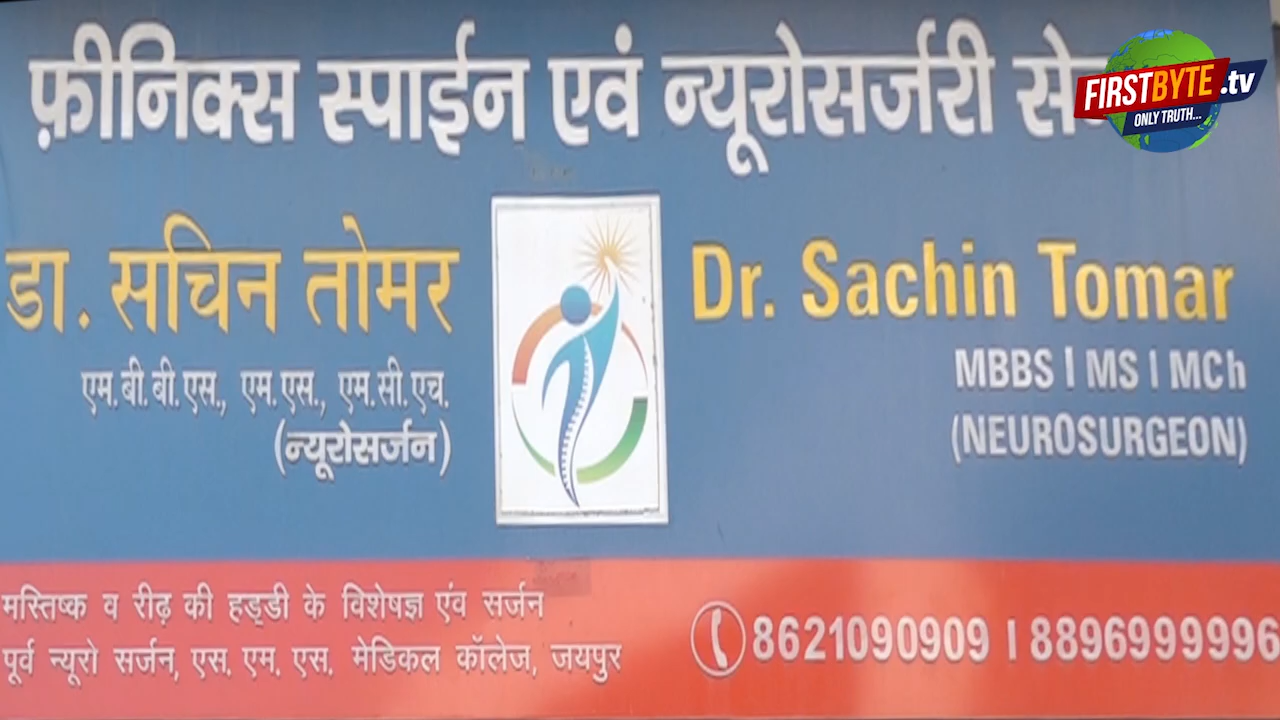 फ़ीनिक्स स्पाईन एवं न्यूरोसर्जरी
FIRSTBYTE.tv
ONLY TRUTH...
डा. सचिन तोमर
एम.बी.बी.एस., एम.एस., एम.सी.एच.
(न्यूरोसर्जन)
Dr. Sachin Tomar
MBBS | MS | MCh
(NEUROSURGEON)
मस्तिष्क व रीढ़ की हड्डी के विशेषज्ञ एंव सर्जन
पूर्व न्यूरो सर्जन, एस. एम. एस. मेडिकल कॉलेज, जयपुर
8621090909 | 8896999996